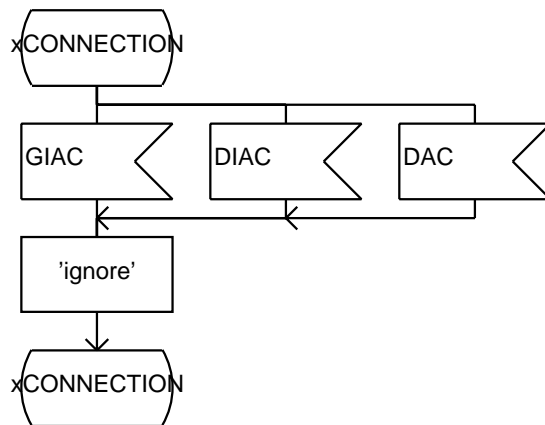 xCONNECTION
GIAC
DIAC
DAC
’ignore’
xCONNECTION